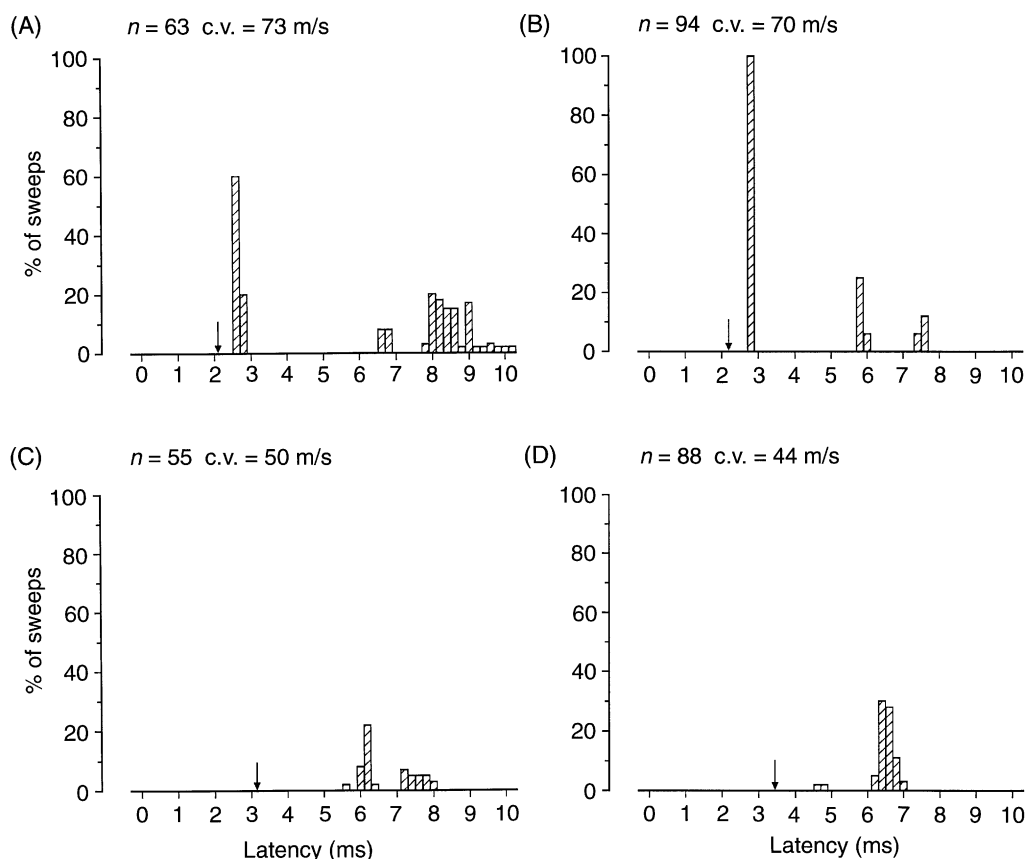 (A) n = 63 c.v. = 73 m/s
100
80
60
40
20
0
% of sweeps
0 1 2 3 4 5 6 7 8 9 10
(B) n = 94 c.v. = 70 m/s
100
80
60
40
20
0
0 1 2 3 4 5 6 7 8 9 10
(C) n = 55 c.v. = 50 m/s
100
80
60
40
20
0
% of sweeps
0 1 2 3 4 5 6 7 8 9 10
Latency (ms)
(D) n = 88 c.v. = 44 m/s
100
80
60
40
20
0
0 1 2 3 4 5 6 7 8 9 10
Latency (ms)